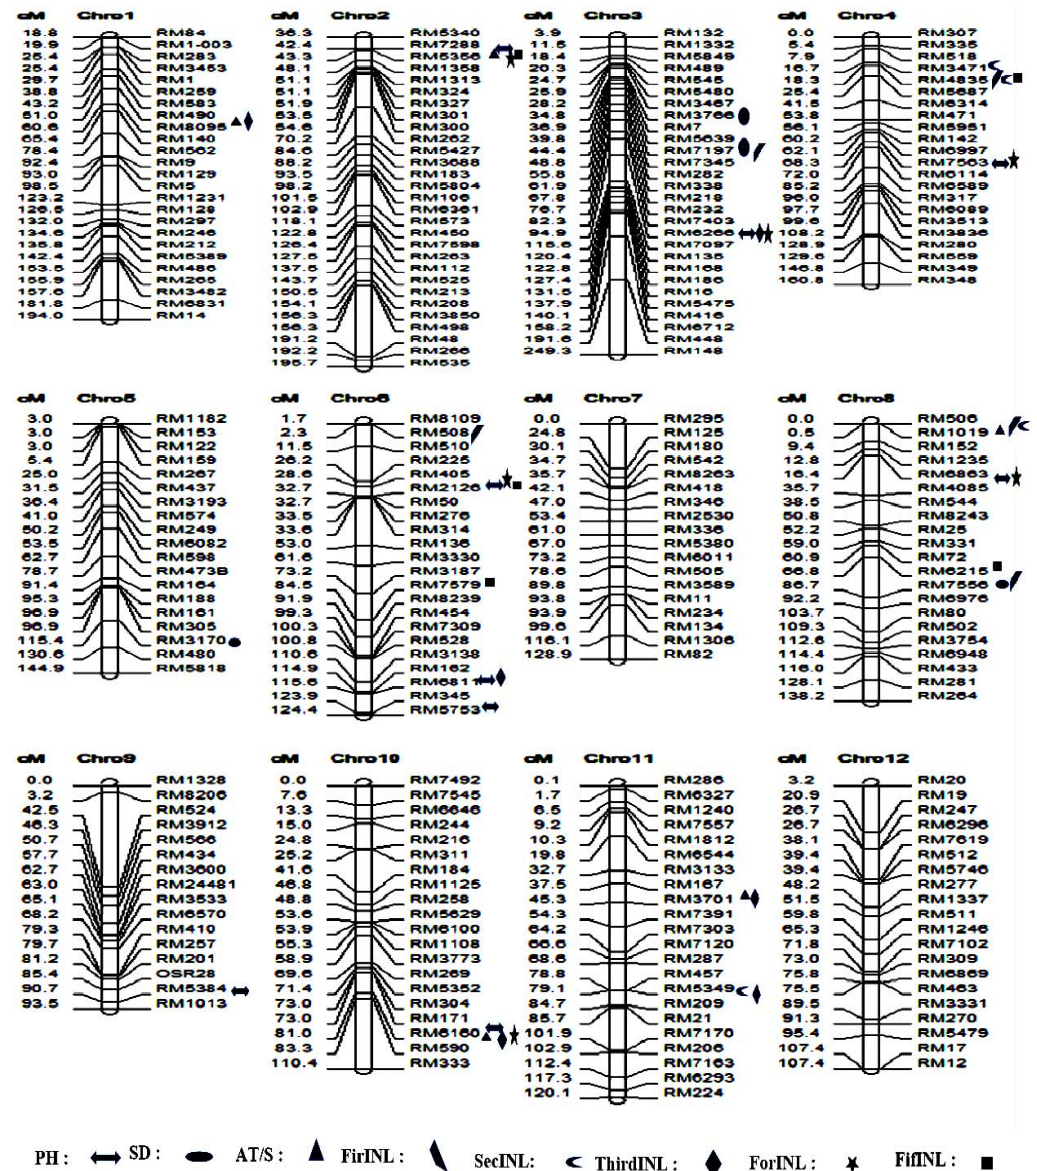 cM Chro1
18.8 RM84
19.9 RM1-003
25.4 RM283
25.4 RM3453
29.7 RM1
38.8 RM259
43.2 RM583
51.0 RM490
60.6 RM8095
65.4 RM140
78.4 RM562
92.4 RM9
93.0 RM129
98.5 RM5
123.2 RM1231
126.5 RM128
132.0 RM297
134.6 RM246
135.8 RM212
142.4 RM5389
153.5 RM486
155.9 RM265
157.6 RM3482
181.8 RM6831
194.0 RM14
cM Chro2
36.3 RM5340
42.4 RM7288
43.3 RM5356
48.1 RM1358
51.1 RM1313
51.1 RM324
51.9 RM327
53.5 RM301
54.6 RM300
70.2 RM262
84.6 RM5427
88.2 RM3688
93.5 RM183
98.2 RM5804
101.5 RM106
102.9 RM6361
118.1 RM573
122.8 RM450
126.4 RM7598
127.5 RM263
137.5 RM112
143.7 RM525
150.5 RM213
154.1 RM208
156.3 RM3850
156.3 RM498
191.2 RM48
192.2 RM266
195.7 RM535
cM Chro3
3.9 RM132
11.5 RM1332
18.4 RM5849
20.3 RM489
24.7 RM545
25.9 RM5480
28.2 RM3467
34.8 RM3766
36.9 RM7
39.8 RM5639
44.4 RM7197
48.8 RM7345
55.8 RM282
61.9 RM338
67.8 RM218
76.7 RM232
82.3 RM7403
94.9 RM6266
115.6 RM7097
120.4 RM135
122.8 RM168
127.4 RM186
131.5 RM16
137.9 RM5475
140.1 RM416
158.2 RM6712
191.6 RM448
249.3 RM148
cM Chro4
0.0 RM307
5.4 RM335
7.9 RM518
16.7 RM3471
18.3 RM4835
25.4 RM5687
41.5 RM6314
53.8 RM471
56.1 RM5951
60.2 RM142
62.1 RM6997
68.3 RM7563
72.0 RM6114
85.2 RM6589
96.0 RM317
97.7 RM6089
99.6 RM3513
108.2 RM3836
128.9 RM280
129.6 RM559
146.8 RM349
160.8 RM348
cM Chro5
3.0 RM1182
3.0 RM153
3.0 RM122
5.4 RM159
25.0 RM267
31.5 RM437
36.4 RM3193
41.0 RM574
50.2 RM249
53.5 RM6082
62.7 RM598
78.7 RM473B
91.4 RM164
95.3 RM188
96.9 RM161
96.9 RM305
115.4 RM3170
130.6 RM480
144.9 RM5818
cM Chro6
1.7 RM8109
2.3 RM508
11.5 RM510
26.2 RM225
28.6 RM405
32.7 RM2126
32.7 RM50
33.5 RM276
33.6 RM314
53.0 RM136
61.6 RM3330
73.2 RM3187
84.5 RM7579
91.9 RM8239
99.3 RM454
100.3 RM7309
100.8 RM528
110.6 RM3138
114.9 RM162
115.6 RM6811
123.9 RM345
124.4 RM5753
cM Chro7
0.0 RM295
24.8 RM125
30.1 RM180
34.7 RM542
35.7 RM8263
42.1 RM418
47.0 RM346
53.4 RM2530
61.0 RM336
67.0 RM5380
73.2 RM6011
78.6 RM505
89.8 RM3589
93.8 RM11
93.9 RM234
99.6 RM134
116.1 RM1306
128.9 RM82
cM Chro8
0.0 RM506
0.5 RM1019
9.4 RM152
12.8 RM1235
16.4 RM6863
35.7 RM4085
38.5 RM544
50.8 RM8243
52.2 RM25
59.0 RM331
60.9 RM72
66.8 RM6215
86.7 RM7556
92.2 RM6976
103.7 RM80
109.3 RM502
112.6 RM3754
114.4 RM6948
116.0 RM433
128.1 RM281
138.2 RM264
cM Chro9
0.0 RM1328
3.2 RM8206
42.5 RM524
46.3 RM3912
50.7 RM566
57.7 RM434
62.7 RM3600
63.0 RM24481
65.1 RM3533
68.2 RM6570
79.3 RM410
79.7 RM257
81.2 RM201
85.4 OSR28
90.7 RM5384
93.5 RM1013
cM Chro10
0.0 RM7492
7.6 RM7545
13.3 RM6646
15.0 RM244
24.8 RM216
25.2 RM311
41.6 RM184
46.8 RM1125
48.8 RM258
53.6 RM5629
53.9 RM6100
55.3 RM1108
58.9 RM3773
69.6 RM269
71.4 RM5352
73.0 RM304
73.0 RM171
81.0 RM6160
83.3 RM590
110.4 RM333
cM Chro11
0.1 RM286
1.7 RM6327
6.5 RM1240
9.2 RM7557
10.3 RM1812
19.8 RM6544
32.7 RM3133
37.5 RM167
45.3 RM3701
54.3 RM7391
64.2 RM7303
66.6 RM7120
68.6 RM287
78.8 RM457
79.1 RM5349
84.7 RM209
85.7 RM21
101.9 RM7170
102.9 RM206
112.4 RM7163
117.3 RM6293
120.1 RM224
cM Chro12
3.2 RM20
20.9 RM19
26.7 RM247
26.7 RM6296
38.1 RM7619
39.4 RM512
39.4 RM5746
48.2 RM277
51.5 RM1337
59.8 RM511
65.3 RM1246
71.8 RM7102
73.0 RM309
75.8 RM6869
75.5 RM463
89.5 RM3331
91.3 RM270
95.4 RM5479
107.4 RM17
107.4 RM12
PH : SD : AT/S : FirINL : SecINL: ThirdINL : ForINL : FifINL :